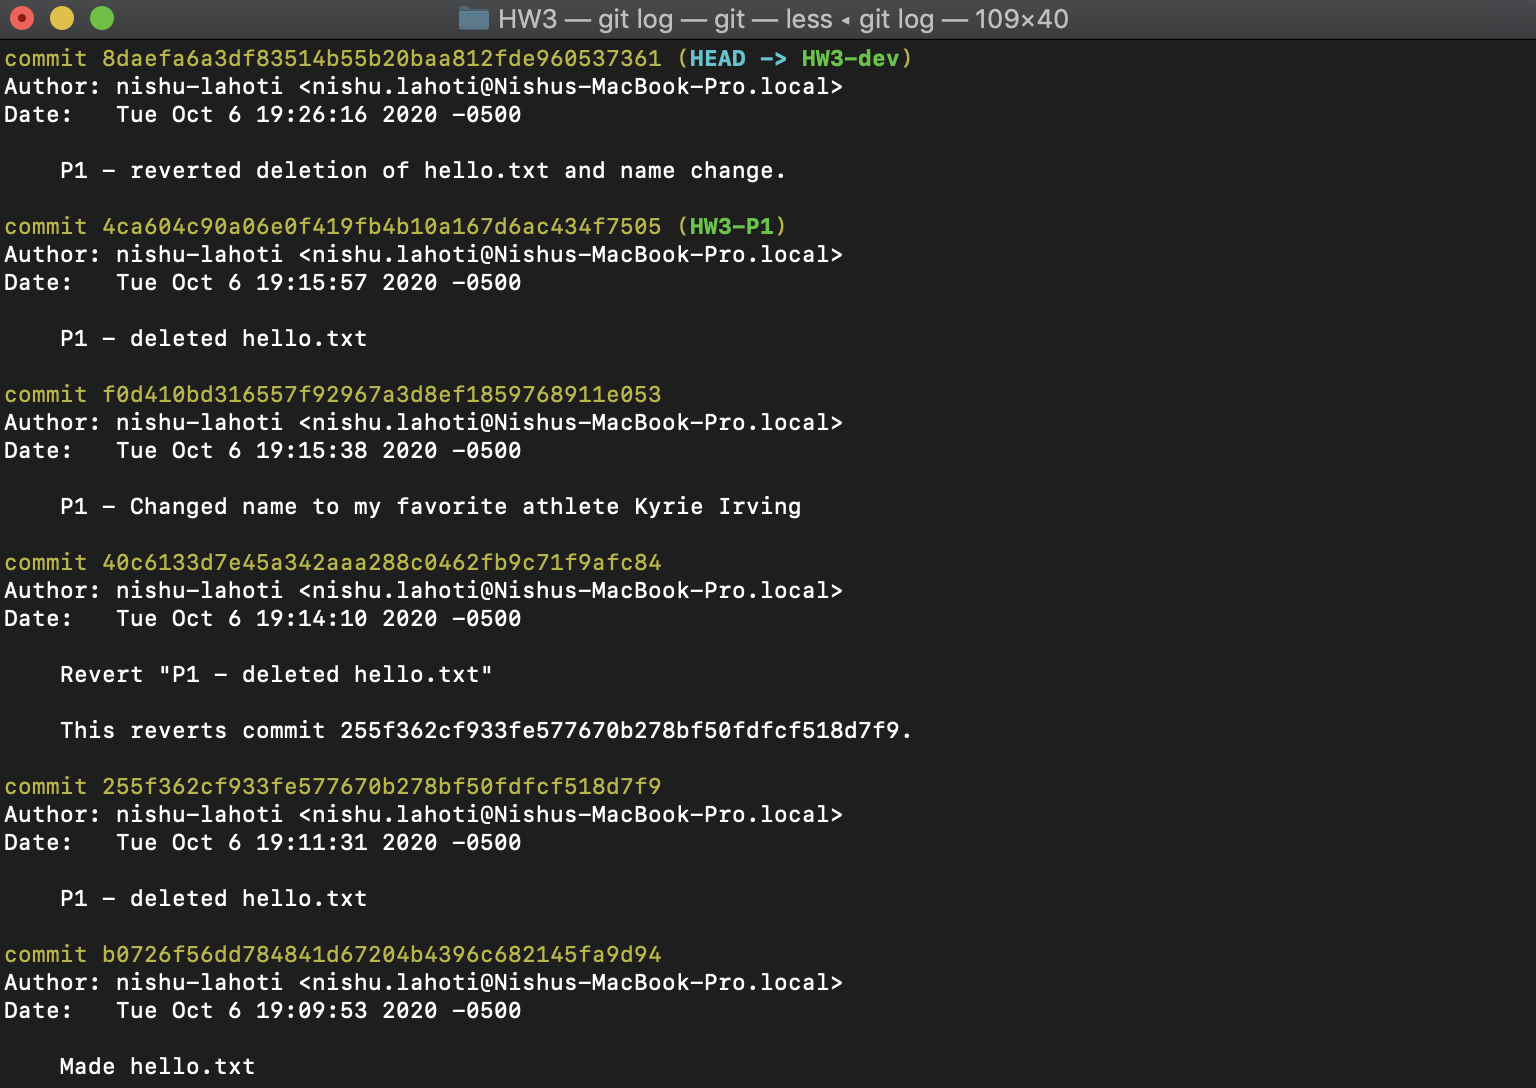 HW3 — git log — git — less ◂ git log — 109×40
commit 8daefa6a3df83514b55b20baa812fde960537361 (HEAD -> HW3-dev)
Author: nishu-lahoti <nishu.lahoti@Nishus-MacBook-Pro.local>
Date:   Tue Oct 6 19:26:16 2020 -0500
P1 - reverted deletion of hello.txt and name change.
commit 4ca604c90a06e0f419fb4b10a167d6ac434f7505 (HW3-P1)
Author: nishu-lahoti <nishu.lahoti@Nishus-MacBook-Pro.local>
Date:   Tue Oct 6 19:15:57 2020 -0500
P1 - deleted hello.txt
commit f0d410bd316557f92967a3d8ef1859768911e053
Author: nishu-lahoti <nishu.lahoti@Nishus-MacBook-Pro.local>
Date:   Tue Oct 6 19:15:38 2020 -0500
P1 - Changed name to my favorite athlete Kyrie Irving
commit 40c6133d7e45a342aaa288c0462fb9c71f9afc84
Author: nishu-lahoti <nishu.lahoti@Nishus-MacBook-Pro.local>
Date:   Tue Oct 6 19:14:10 2020 -0500
Revert "P1 - deleted hello.txt"
This reverts commit 255f362cf933fe577670b278bf50fdfcf518d7f9.
commit 255f362cf933fe577670b278bf50fdfcf518d7f9
Author: nishu-lahoti <nishu.lahoti@Nishus-MacBook-Pro.local>
Date:   Tue Oct 6 19:11:31 2020 -0500
P1 - deleted hello.txt
commit b0726f56dd784841d67204b4396c682145fa9d94
Author: nishu-lahoti <nishu.lahoti@Nishus-MacBook-Pro.local>
Date:   Tue Oct 6 19:09:53 2020 -0500
Made hello.txt